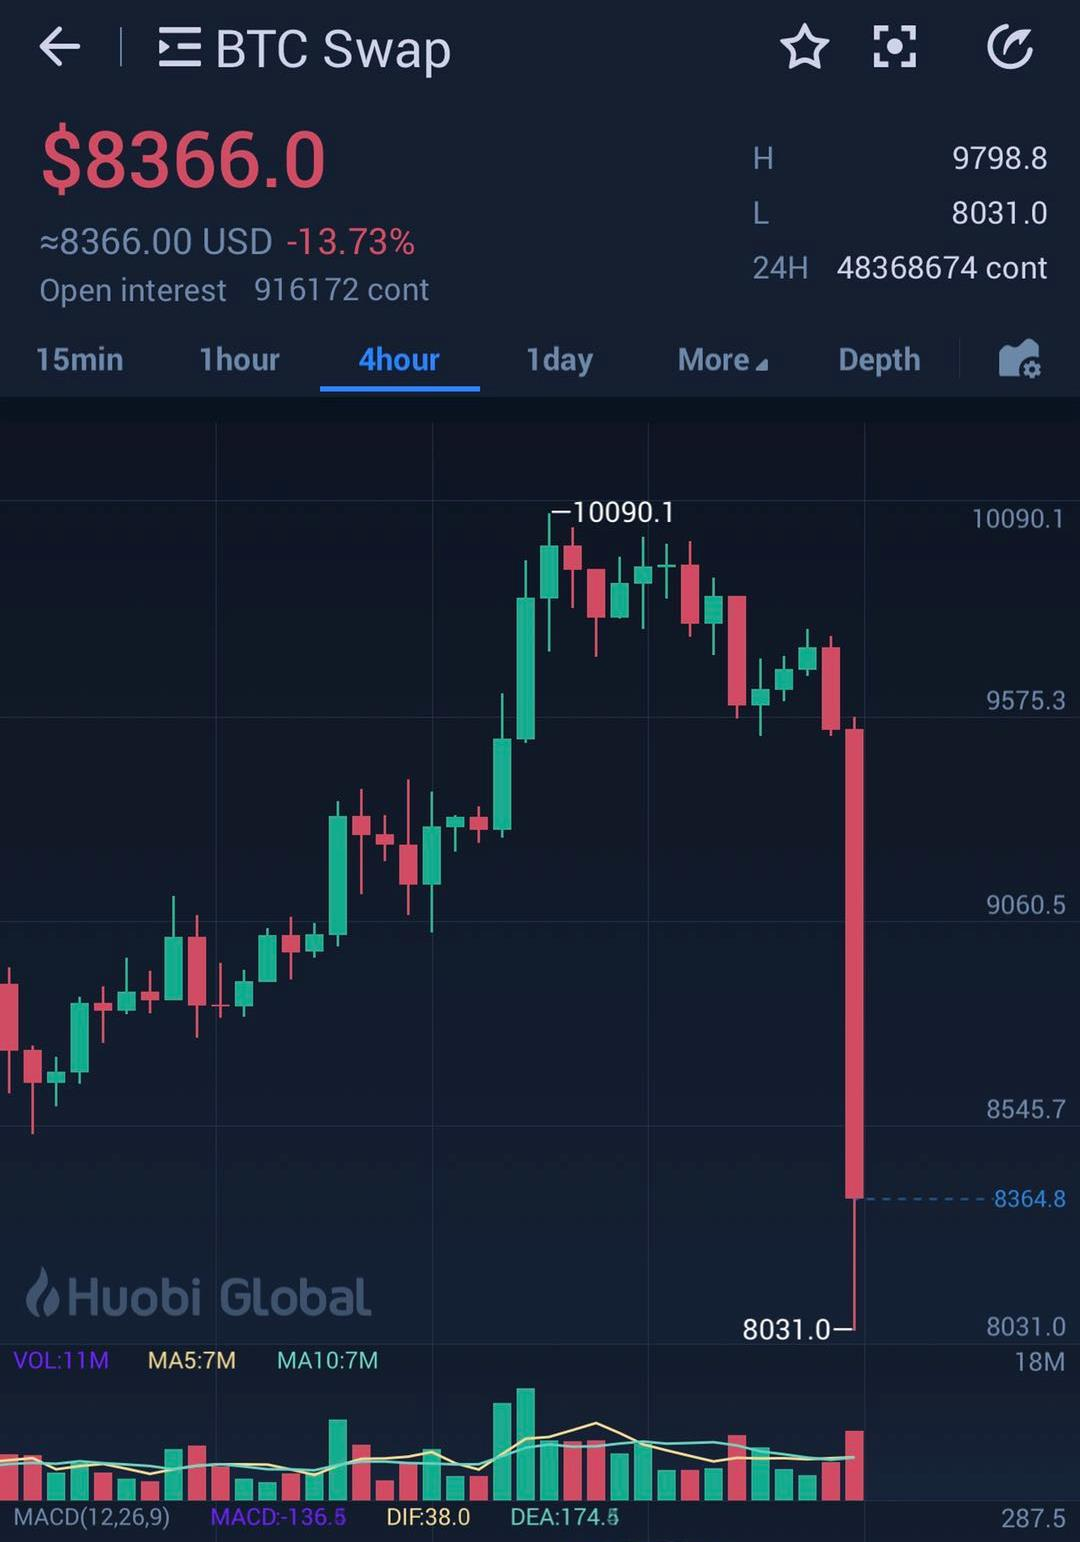 BTC Swap
$8366.0
H 9798.8
≈8366.00 USD -13.73%
L 8031.0
Open interest 916172 cont
24H 48368674 cont
15min 1hour 4hour 1day More Depth
10090.1
10090.1
9575.3
9060.5
8545.7
8364.8
Huobi Global
8031.0
8031.0
VOL:11M MA5:7M MA10:7M
18M
MACD(12,26,9) MACD:-136.5 DIF:38.0 DEA:174.5
287.5